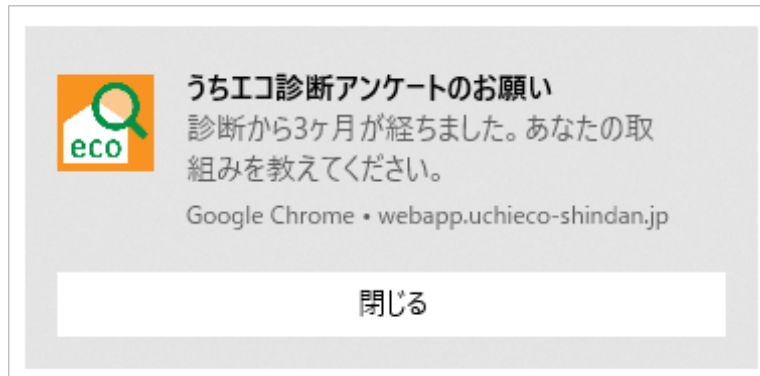 eco
うちエコ診断アンケートのお願い
診断から3ヶ月が経ちました。あなたの取
組みを教えてください。
Google Chrome • webapp.uchieco-shindan.jp
閉じる